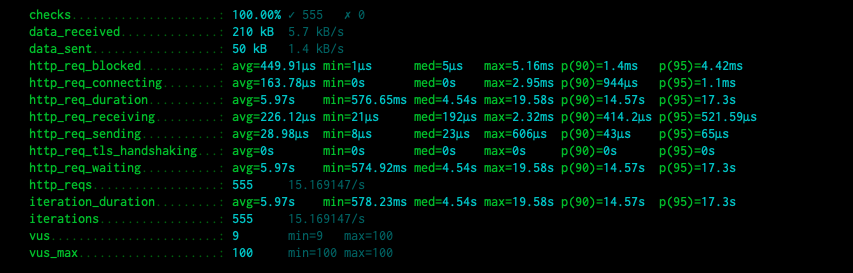 checks.....................: 100.00% ✓ 555 ✗ 0
data_received..............: 210 kB 5.7 kB/s
data_sent..................: 50 kB 1.4 kB/s
http_req_blocked...........: avg=449.91µs min=1µs med=5µs max=5.16ms p(90)=1.4ms p(95)=4.42ms
http_req_connecting........: avg=163.78µs min=0s med=0s max=2.95ms p(90)=944µs p(95)=1.1ms
http_req_duration..........: avg=5.97s min=576.65ms med=4.54s max=19.58s p(90)=14.57s p(95)=17.3s
http_req_receiving.........: avg=226.12µs min=21µs med=192µs max=2.32ms p(90)=414.2µs p(95)=521.59µs
http_req_sending...........: avg=28.98µs min=8µs med=23µs max=606µs p(90)=43µs p(95)=65µs
http_req_tls_handshaking...: avg=0s min=0s med=0s max=0s p(90)=0s p(95)=0s
http_req_waiting...........: avg=5.97s min=574.92ms med=4.54s max=19.58s p(90)=14.57s p(95)=17.3s
http_reqs..................: 555 15.169147/s
iteration_duration.........: avg=5.97s min=578.23ms med=4.54s max=19.58s p(90)=14.57s p(95)=17.3s
iterations.................: 555 15.169147/s
vus........................: 9 min=9 max=100
vus_max....................: 100 min=100 max=100